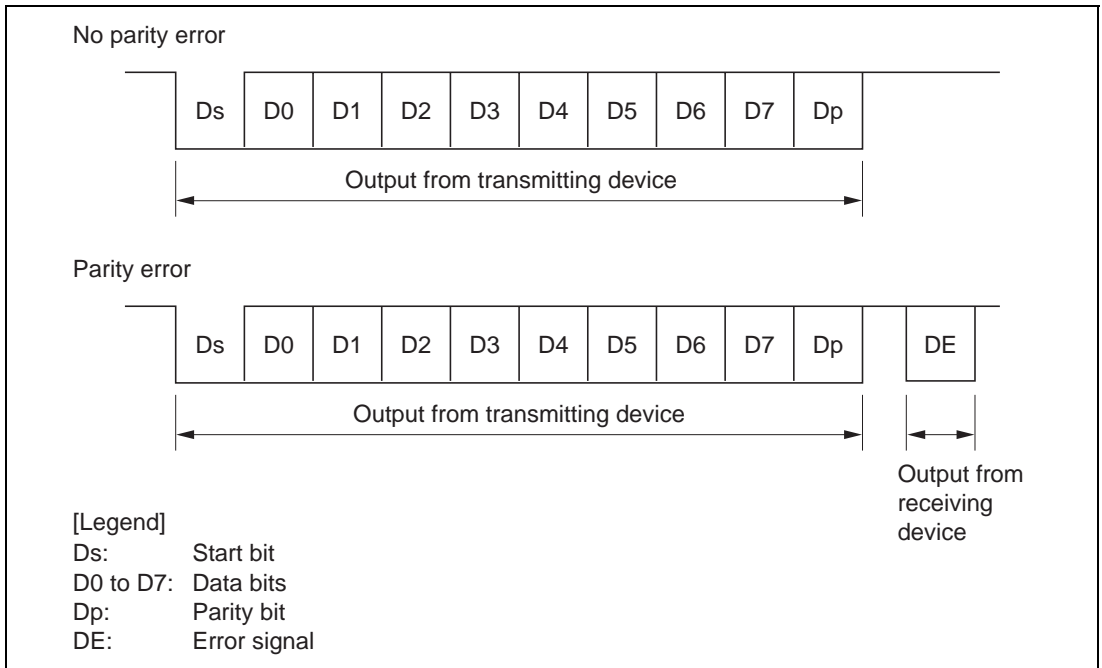 No parity error
Ds D0 D1 D2 D3 D4 D5 D6 D7 Dp
Output from transmitting device
Parity error
Ds D0 D1 D2 D3 D4 D5 D6 D7 Dp DE
Output from transmitting device
Output from
receiving
device
[Legend]
Ds: Start bit
D0 to D7: Data bits
Dp: Parity bit
DE: Error signal